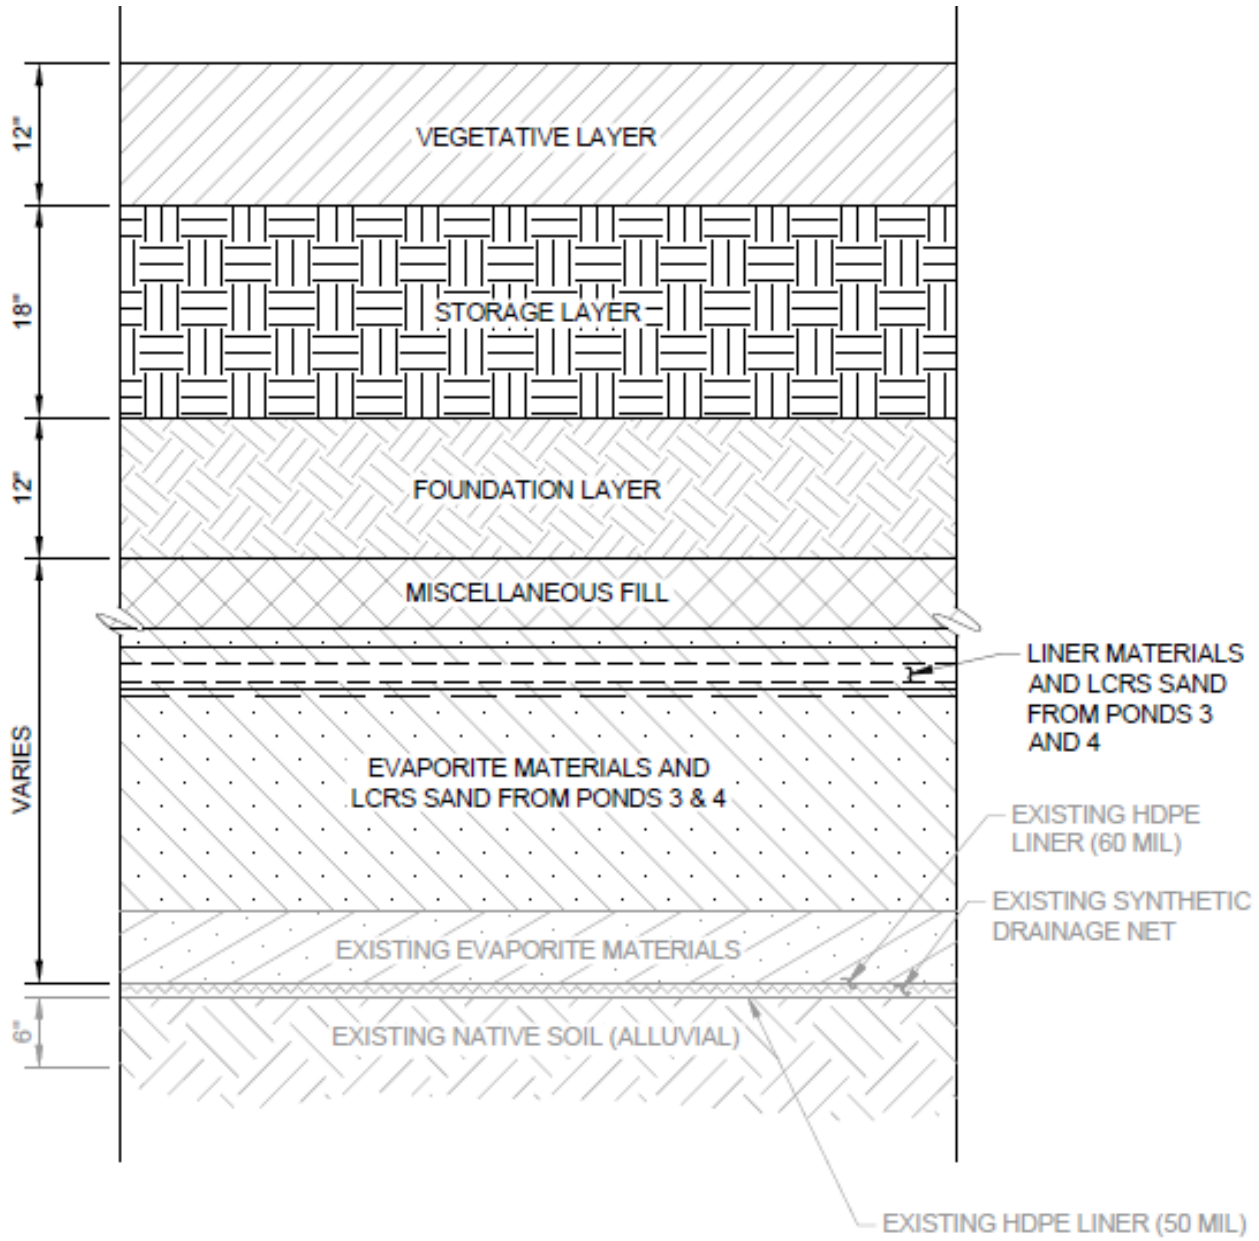 12"
VEGETATIVE LAYER
18"
STORAGE LAYER
12"
FOUNDATION LAYER
VARIES
MISCELLANEOUS FILL
LINER MATERIALS
AND LCRS SAND
FROM PONDS 3
AND 4
EVAPORITE MATERIALS AND
LCRS SAND FROM PONDS 3 & 4
EXISTING HDPE
LINER (60 MIL)
EXISTING SYNTHETIC
DRAINAGE NET
EXISTING EVAPORITE MATERIALS
6"
EXISTING NATIVE SOIL (ALLUVIAL)
EXISTING HDPE LINER (50 MIL)